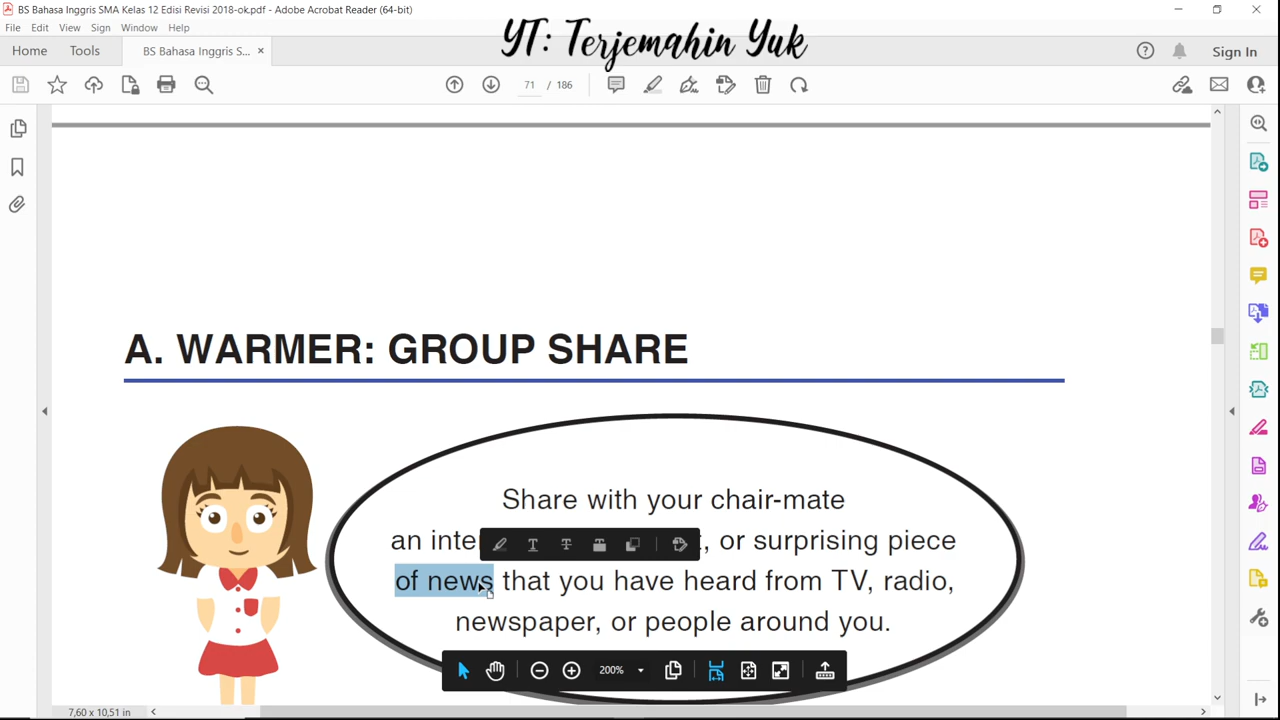 BS Bahasa Inggris SMA Kelas 12 Edisi Revisi 2018-ok.pdf - Adobe Acrobat Reader (64-bit)
File Edit View Sign Window Help
YT: Terjemahin Yuk
Home Tools BS Bahasa Inggris S... × Sign In
71 / 186
A. WARMER: GROUP SHARE
Share with your chair-mate
an , or surprising piece
of news that you have heard from TV, radio,
newspaper, or people around you.
200%
7,60 x 10,51 in